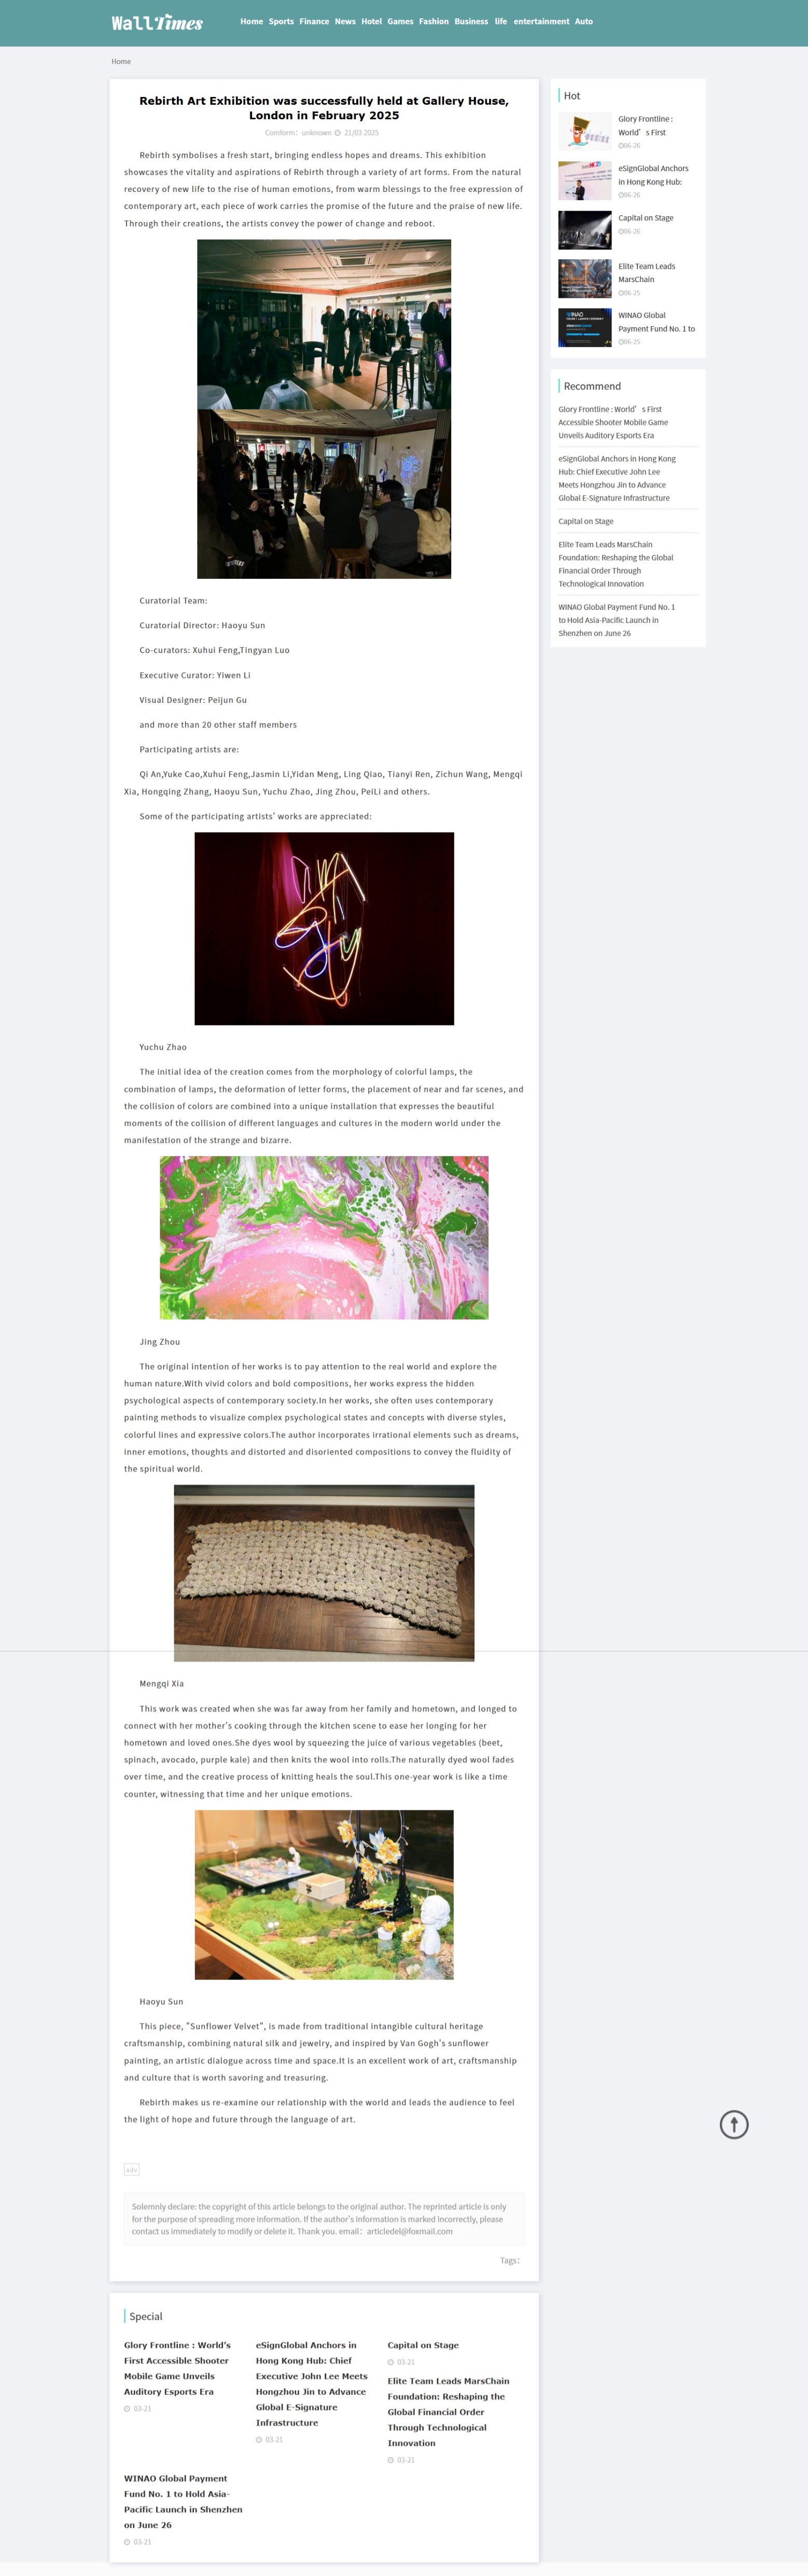 WallTimes
Home Sports Finance News Hotel Games Fashion Business life entertainment Auto
Home
Rebirth Art Exhibition was successfully held at Gallery House,
London in February 2025
Comform：unknown 21/03 2025
Rebirth symbolises a fresh start, bringing endless hopes and dreams. This exhibition
showcases the vitality and aspirations of Rebirth through a variety of art forms. From the natural
recovery of new life to the rise of human emotions, from warm blessings to the free expression of
contemporary art, each piece of work carries the promise of the future and the praise of new life.
Through their creations, the artists convey the power of change and reboot.
Curatorial Team:
Curatorial Director: Haoyu Sun
Co-curators: Xuhui Feng,Tingyan Luo
Executive Curator: Yiwen Li
Visual Designer: Peijun Gu
and more than 20 other staff members
Participating artists are:
Qi An,Yuke Cao,Xuhui Feng,Jasmin Li,Yidan Meng, Ling Qiao, Tianyi Ren, Zichun Wang, Mengqi
Xia, Hongqing Zhang, Haoyu Sun, Yuchu Zhao, Jing Zhou, PeiLi and others.
Some of the participating artists' works are appreciated:
Yuchu Zhao
The initial idea of the creation comes from the morphology of colorful lamps, the
combination of lamps, the deformation of letter forms, the placement of near and far scenes, and
the collision of colors are combined into a unique installation that expresses the beautiful
moments of the collision of different languages and cultures in the modern world under the
manifestation of the strange and bizarre.
Jing Zhou
The original intention of her works is to pay attention to the real world and explore the
human nature.With vivid colors and bold compositions, her works express the hidden
psychological aspects of contemporary society.In her works, she often uses contemporary
painting methods to visualize complex psychological states and concepts with diverse styles,
colorful lines and expressive colors.The author incorporates irrational elements such as dreams,
inner emotions, thoughts and distorted and disoriented compositions to convey the fluidity of
the spiritual world.
Mengqi Xia
This work was created when she was far away from her family and hometown, and longed to
connect with her mother's cooking through the kitchen scene to ease her longing for her
hometown and loved ones.She dyes wool by squeezing the juice of various vegetables (beet,
spinach, avocado, purple kale) and then knits the wool into rolls.The naturally dyed wool fades
over time, and the creative process of knitting heals the soul.This one-year work is like a time
counter, witnessing that time and her unique emotions.
Haoyu Sun
This piece, "Sunflower Velvet", is made from traditional intangible cultural heritage
craftsmanship, combining natural silk and jewelry, and inspired by Van Gogh's sunflower
painting, an artistic dialogue across time and space.It is an excellent work of art, craftsmanship
and culture that is worth savoring and treasuring.
Rebirth makes us re-examine our relationship with the world and leads the audience to feel
the light of hope and future through the language of art.
adv
Solemnly declare: the copyright of this article belongs to the original author. The reprinted article is only
for the purpose of spreading more information. If the author's information is marked incorrectly, please
contact us immediately to modify or delete it. Thank you. email：articledel@foxmail.com
Tags：
Special
Glory Frontline : World's
First Accessible Shooter
Mobile Game Unveils
Auditory Esports Era
03-21
eSignGlobal Anchors in
Hong Kong Hub: Chief
Executive John Lee Meets
Hongzhou Jin to Advance
Global E-Signature
Infrastructure
03-21
Capital on Stage
03-21
Elite Team Leads MarsChain
Foundation: Reshaping the
Global Financial Order
Through Technological
Innovation
03-21
WINAO Global Payment
Fund No. 1 to Hold Asia-
Pacific Launch in Shenzhen
on June 26
03-21
Hot
Glory Frontline :
World’s First
06-26
eSignGlobal Anchors
in Hong Kong Hub:
06-26
Capital on Stage
06-26
Elite Team Leads
MarsChain
06-25
WINAO
WINAO Global
Payment Fund No. 1 to
06-25
Recommend
Glory Frontline : World’s First
Accessible Shooter Mobile Game
Unveils Auditory Esports Era
eSignGlobal Anchors in Hong Kong
Hub: Chief Executive John Lee
Meets Hongzhou Jin to Advance
Global E-Signature Infrastructure
Capital on Stage
Elite Team Leads MarsChain
Foundation: Reshaping the Global
Financial Order Through
Technological Innovation
WINAO Global Payment Fund No. 1
to Hold Asia-Pacific Launch in
Shenzhen on June 26